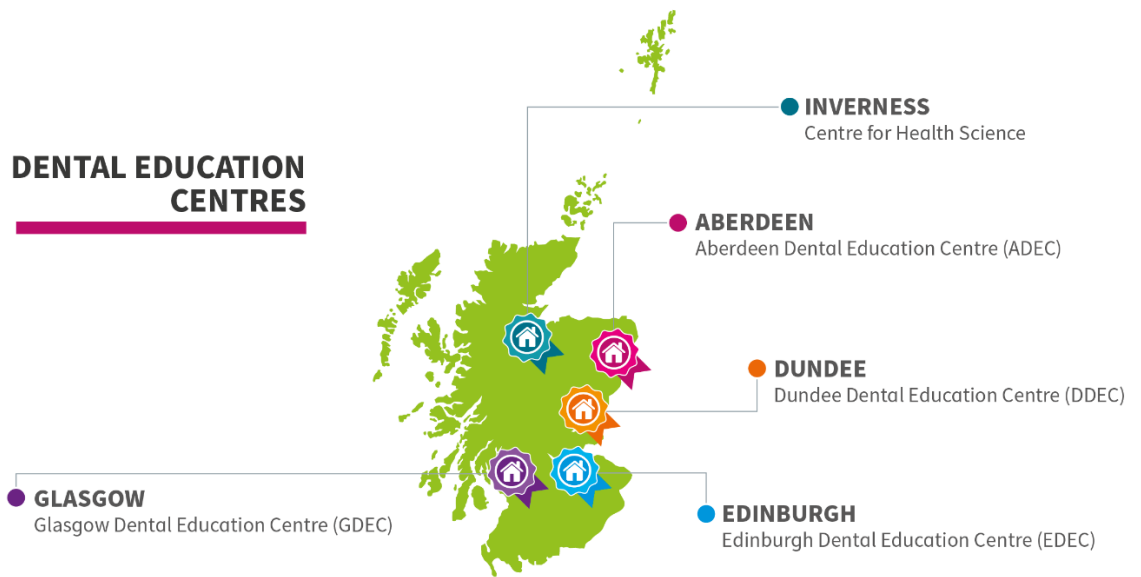 DENTAL EDUCATION
CENTRES
INVERNESS
Centre for Health Science
ABERDEEN
Aberdeen Dental Education Centre (ADEC)
DUNDEE
Dundee Dental Education Centre (DDEC)
GLASGOW
Glasgow Dental Education Centre (GDEC)
EDINBURGH
Edinburgh Dental Education Centre (EDEC)